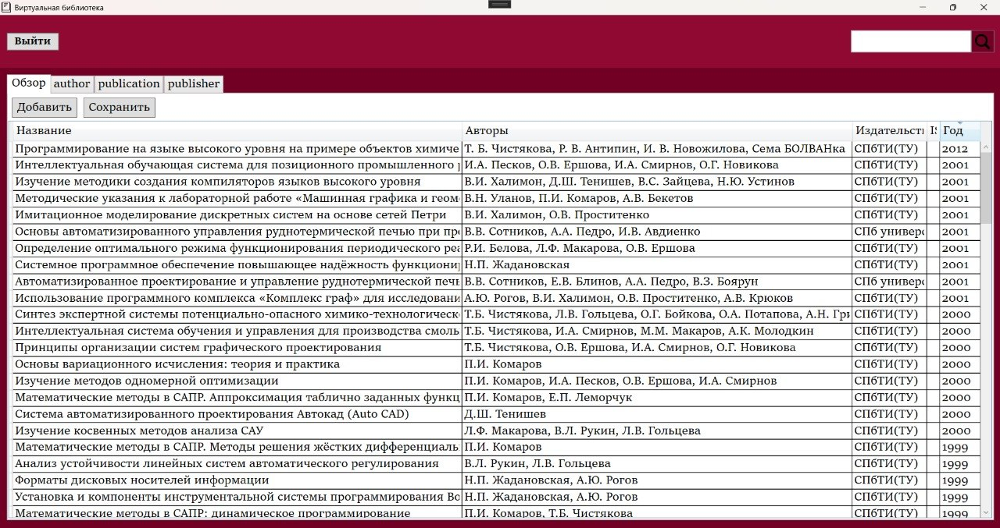 Виртуальная библиотека
Выйти
Обзор author publication publisher
Добавить Сохранить
Название Авторы Издательст IS Год
Программирование на языке высокого уровня на примере объектов химиче Т. Б. Чистякова, Р. В. Антипин, И. В. Новожилова, Сема БОЛВАНка СПбТИ(ТУ) 2012
Интеллектуальная обучающая система для позиционного промышленного р И.А. Песков, О.В. Ершова, И.А. Смирнов, О.Г. Новикова СПбТИ(ТУ) 2001
Изучение методики создания компиляторов языков высокого уровня В.И. Халимон, Д.Ш. Тенишев, В.С. Зайцева, Н.Ю. Устинов СПбТИ(ТУ) 2001
Методические указания к лабораторной работе «Машинная графика и геом В.Н. Уланов, П.И. Комаров, А.В. Бекетов СПбТИ(ТУ) 2001
Имитационное моделирование дискретных систем на основе сетей Петри В.И. Халимон, О.В. Проститенко СПбТИ(ТУ) 2001
Основы автоматизированного управления руднотермической печью при про В.В. Сотников, А.А. Педро, И.В. Авдиенко СПб универс 2001
Определение оптимального режима функционирования периодического реа Р.И. Белова, Л.Ф. Макарова, О.В. Ершова СПбТИ(ТУ) 2001
Системное программное обеспечение повышающее надёжность функциони Н.П. Жадановская СПбТИ(ТУ) 2001
Автоматизированное проектирование и управление руднотермической печь В.В. Сотников, Е.В. Блинов, А.А. Педро, В.З. Боярун СПб универс 2001
Использование программного комплекса «Комплекс граф» для исследовани А.Ю. Рогов, В.И. Халимон, О.В. Проститенко, А.В. Крюков СПбТИ(ТУ) 2001
Синтез экспертной системы потенциально-опасного химико-технологическ Т.Б. Чистякова, Л.В. Гольцева, О.Г. Бойкова, О.А. Потапова, А.Н. Гри СПбТИ(ТУ) 2000
Интеллектуальная система обучения и управления для производства смоль Т.Б. Чистякова, И.А. Смирнов, М.М. Макаров, А.К. Молодкин СПбТИ(ТУ) 2000
Принципы организации систем графического проектирования Т.Б. Чистякова, О.В. Ершова, И.А. Смирнов, О.Г. Новикова СПбТИ(ТУ) 2000
Основы вариационного исчисления: теория и практика П.И. Комаров СПбТИ(ТУ) 2000
Изучение методов одномерной оптимизации П.И. Комаров, И.А. Песков, О.В. Ершова, И.А. Смирнов СПбТИ(ТУ) 2000
Математические методы в САПР. Аппроксимация таблично заданных функц П.И. Комаров, Е.П. Леморчук СПбТИ(ТУ) 2000
Система автоматизированного проектирования Автокад (Auto CAD) Д.Ш. Тенишев СПбТИ(ТУ) 2000
Изучение косвенных методов анализа САУ Л.Ф. Макарова, В.Л. Рукин, Л.В. Гольцева СПбТИ(ТУ) 2000
Математические методы в САПР. Методы решения жёстких дифференциаль П.И. Комаров СПбТИ(ТУ) 1999
Анализ устойчивости линейных систем автоматического регулирования В.Л. Рукин, Л.В. Гольцева СПбТИ(ТУ) 1999
Форматы дисковых носителей информации Н.П. Жадановская, А.Ю. Рогов СПбТИ(ТУ) 1999
Установка и компоненты инструментальной системы программирования Bo Н.П. Жадановская, А.Ю. Рогов СПбТИ(ТУ) 1999
Математические методы в САПР: динамическое программирование П.И. Комаров, Т.Б. Чистякова СПбТИ(ТУ) 1999